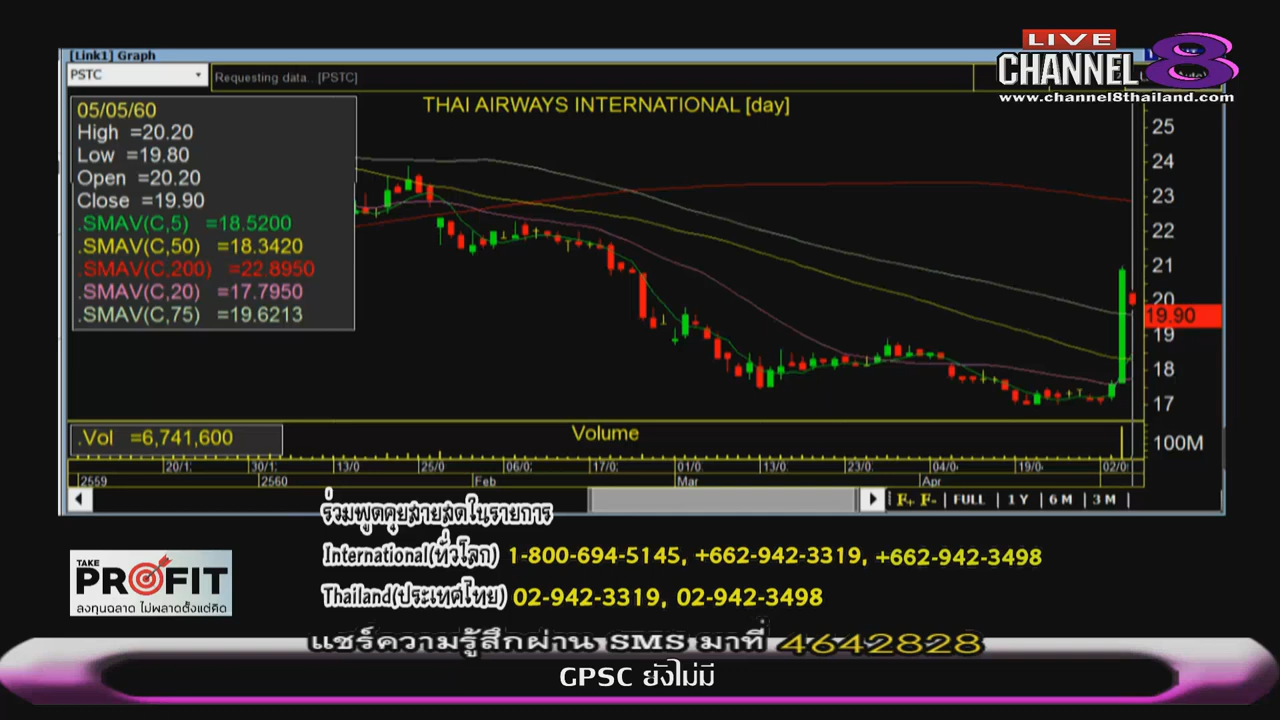 [Link1] Graph
PSTC
Requesting data.. [PSTC]
LIVE
CHANNEL 8
www.channel8thailand.com
THAI AIRWAYS INTERNATIONAL [day]
05/05/60
High =20.20
Low =19.80
Open =20.20
Close =19.90
.SMAV(C,5) =18.5200
.SMAV(C,50) =18.3420
.SMAV(C,200) =22.8950
.SMAV(C,20) =17.7950
.SMAV(C,75) =19.6213
25
24
23
22
21
20
19.90
19
18
17
.Vol =6,741,600
Volume
100M
20/1 30/1 13/0 25/0 06/0 17/0 01/0 13/0 23/0 04/0 19/0 02/0
2559 2560 Feb Mar Apr
F+ F- FULL 1 Y 6 M 3 M
ร่วมพูดคุยสายสดในรายการ
International(ทั่วโลก) 1-800-694-5145, +662-942-3319, +662-942-3498
Thailand(ประเทศไทย) 02-942-3319, 02-942-3498
TAKE
PROFIT
ลงทุนฉลาด ไม่พลาดตั้งแต่คิด
แชร์ความรู้สึกผ่าน SMS มาที่ 4642828
GPSC ยังไม่มี